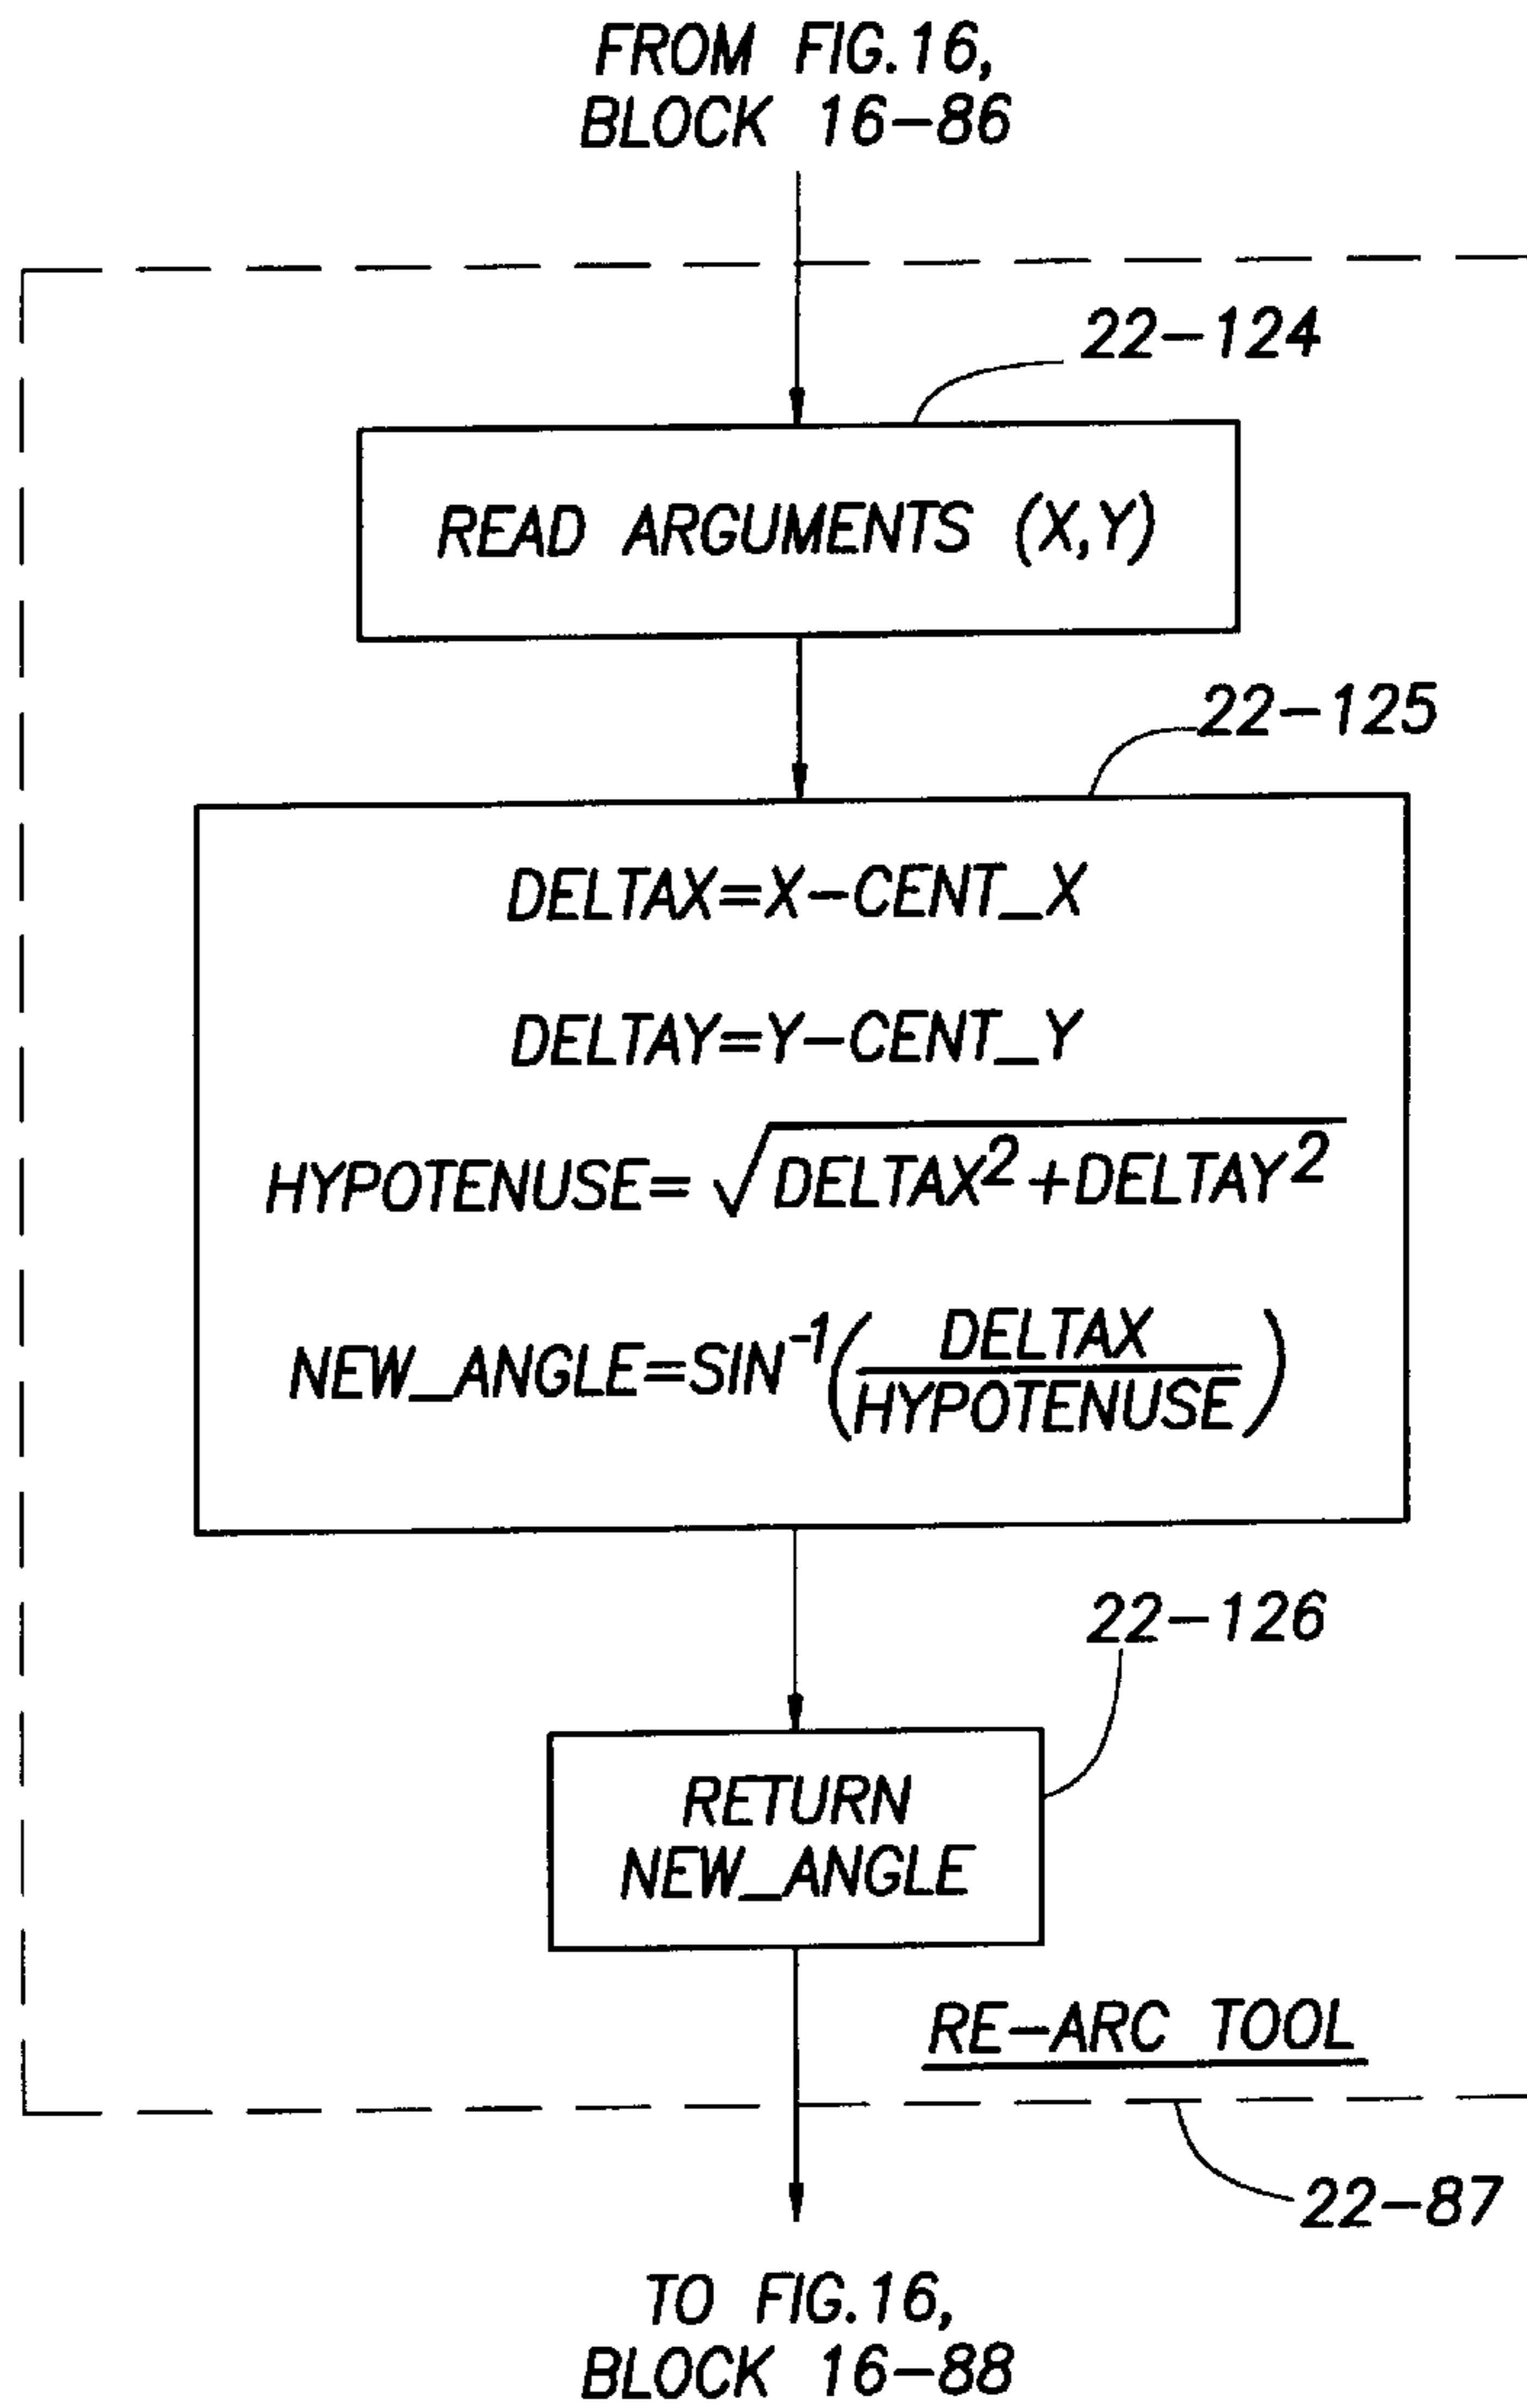 FROM FIG.16,
BLOCK 16-86
22-124
READ ARGUMENTS (X,Y)
22-125
DELTAX=X-CENT_X
DELTAY=Y-CENT_Y
HYPOTENUSE=√DELTAX²+DELTAY²
NEW_ANGLE=SIN⁻¹(DELTAX/HYPOTENUSE)
22-126
RETURN
NEW_ANGLE
RE-ARC TOOL
22-87
TO FIG.16,
BLOCK 16-88